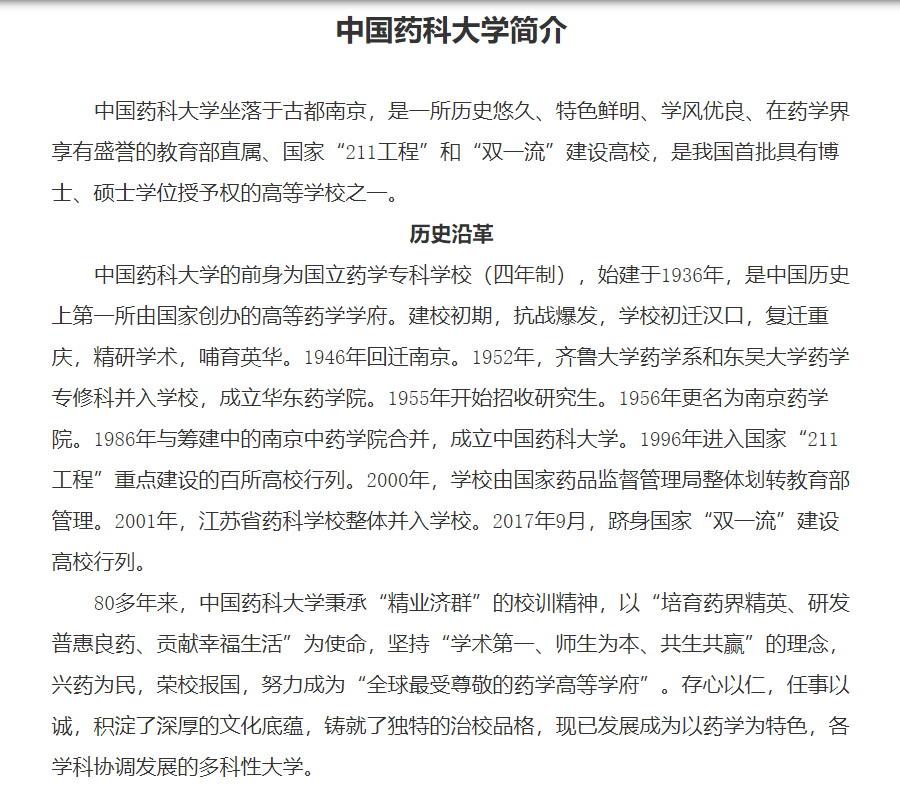 中国药科大学简介
中国药科大学坐落于古都南京，是一所历史悠久、特色鲜明、学风优良、在药学界
享有盛誉的教育部直属、国家“211工程”和“双一流”建设高校，是我国首批具有博
士、硕士学位授予权的高等学校之一。
历史沿革
中国药科大学的前身为国立药学专科学校（四年制），始建于1936年，是中国历史
上第一所由国家创办的高等药学学府。建校初期，抗战爆发，学校初迁汉口，复迁重
庆，精研学术，哺育英华。1946年回迁南京。1952年，齐鲁大学药学系和东吴大学药学
专修科并入学校，成立华东药学院。1955年开始招收研究生。1956年更名为南京药学
院。1986年与筹建中的南京中药学院合并，成立中国药科大学。1996年进入国家“211
工程”重点建设的百所高校行列。2000年，学校由国家药品监督管理局整体划转教育部
管理。2001年，江苏省药科学校整体并入学校。2017年9月，跻身国家“双一流”建设
高校行列。
80多年来，中国药科大学秉承“精业济群”的校训精神，以“培育药界精英、研发
普惠良药、贡献幸福生活”为使命，坚持“学术第一、师生为本、共生共赢”的理念，
兴药为民，荣校报国，努力成为“全球最受尊敬的药学高等学府”。存心以仁，任事以
诚，积淀了深厚的文化底蕴，铸就了独特的治校品格，现已发展成为以药学为特色，各
学科协调发展的多科性大学。